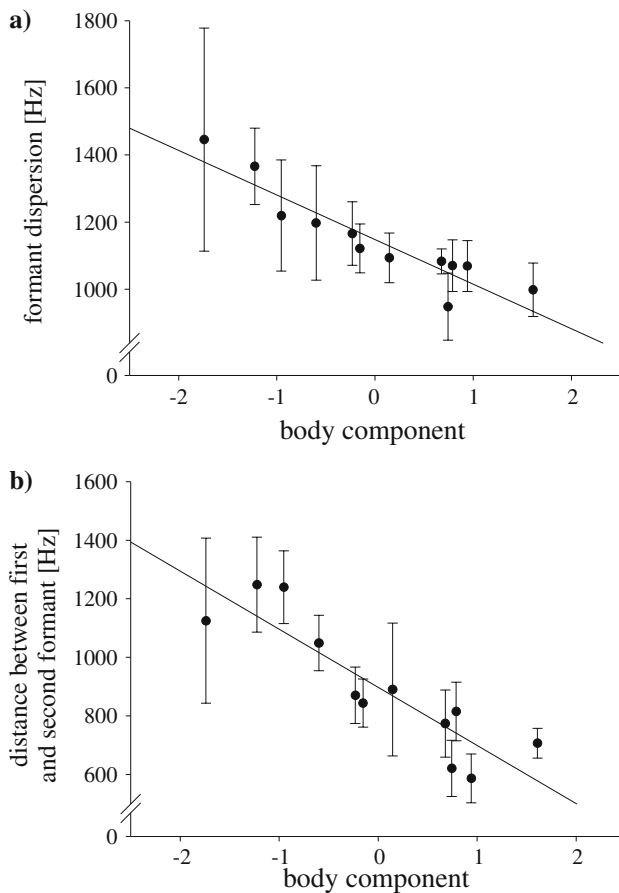 a)
1800
1600
1400
1200
1000
0
formant dispersion [Hz]
-2 -1 0 1 2
body component
b)
1600
1400
1200
1000
800
600
0
distance between first
and second formant [Hz]
-2 -1 0 1 2
body component